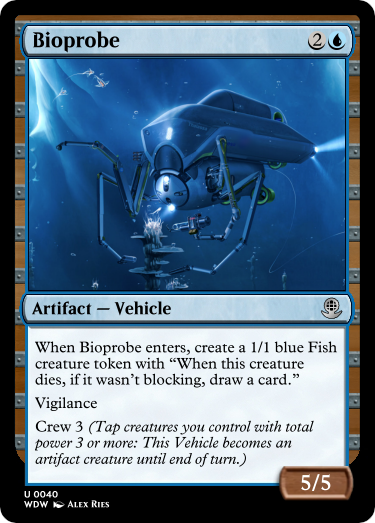 Bioprobe 2
Artifact — Vehicle
When Bioprobe enters, create a 1/1 blue Fish
creature token with “When this creature
dies, if it wasn't blocking, draw a card.”
Vigilance
Crew 3 (Tap creatures you control with total
power 3 or more: This Vehicle becomes an
artifact creature until end of turn.)
5/5
U 0040
WDW Alex Ries